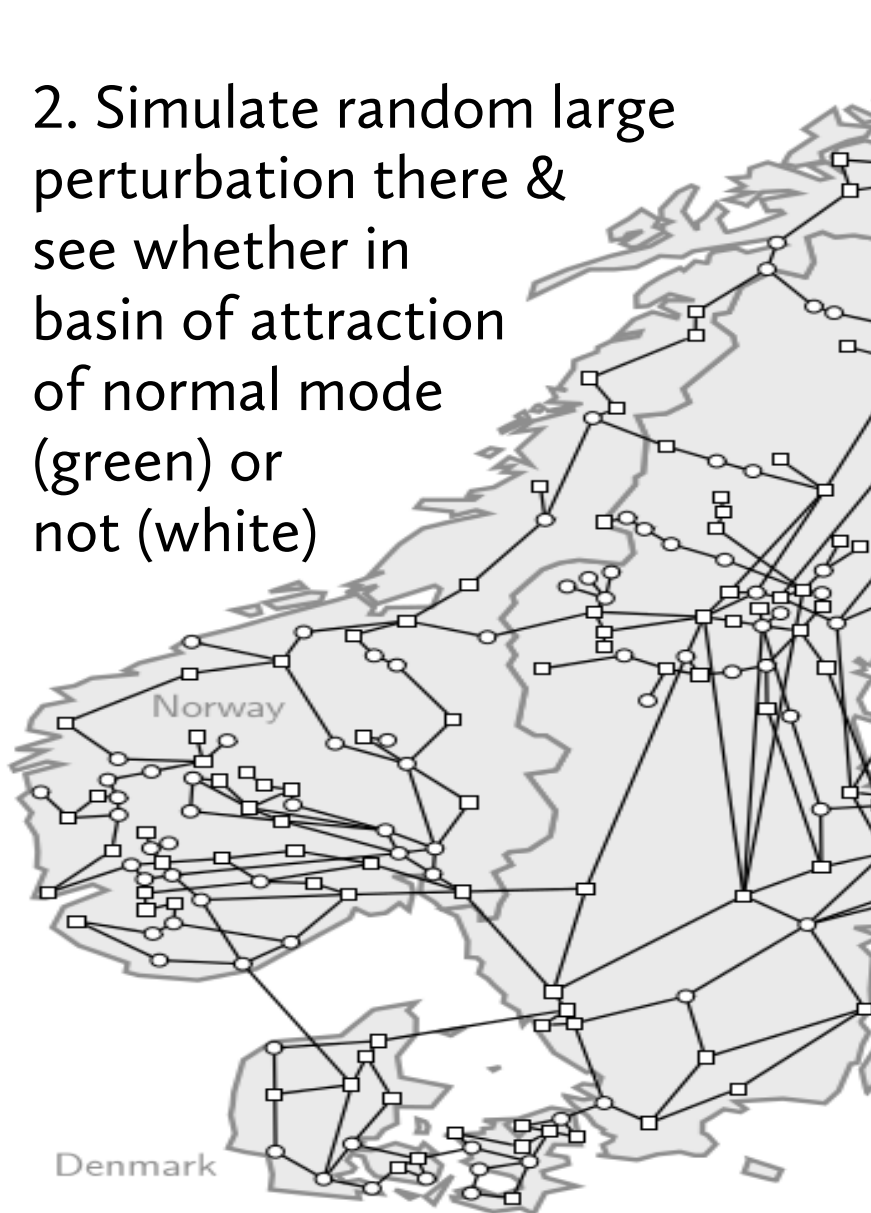 2. Simulate random large
perturbation there &
see whether in
basin of attraction
of normal mode
(green) or
not (white)
Norway
Denmark